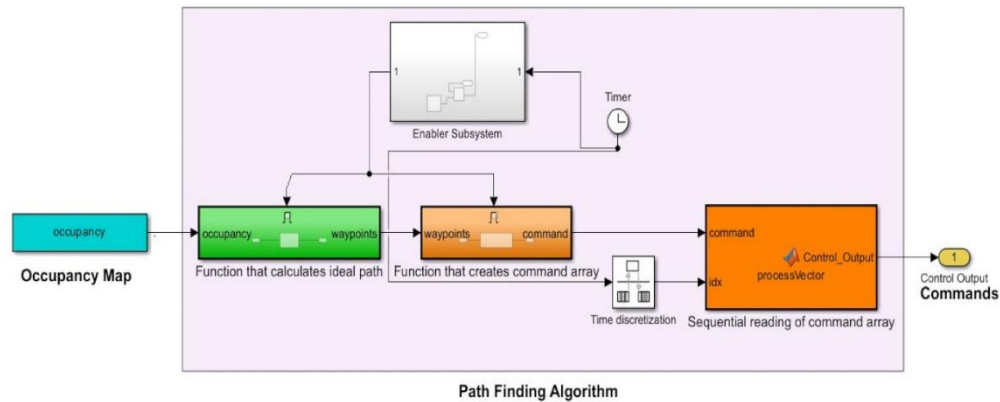 1
1
Enabler Subsystem
Timer
occupancy
Occupancy Map
occupancy waypoints
Function that calculates ideal path
waypoints command
Function that creates command array
Time discretization
command
idx
Control_Output
processVector
Sequential reading of command array
1
Control Output
Commands
Path Finding Algorithm